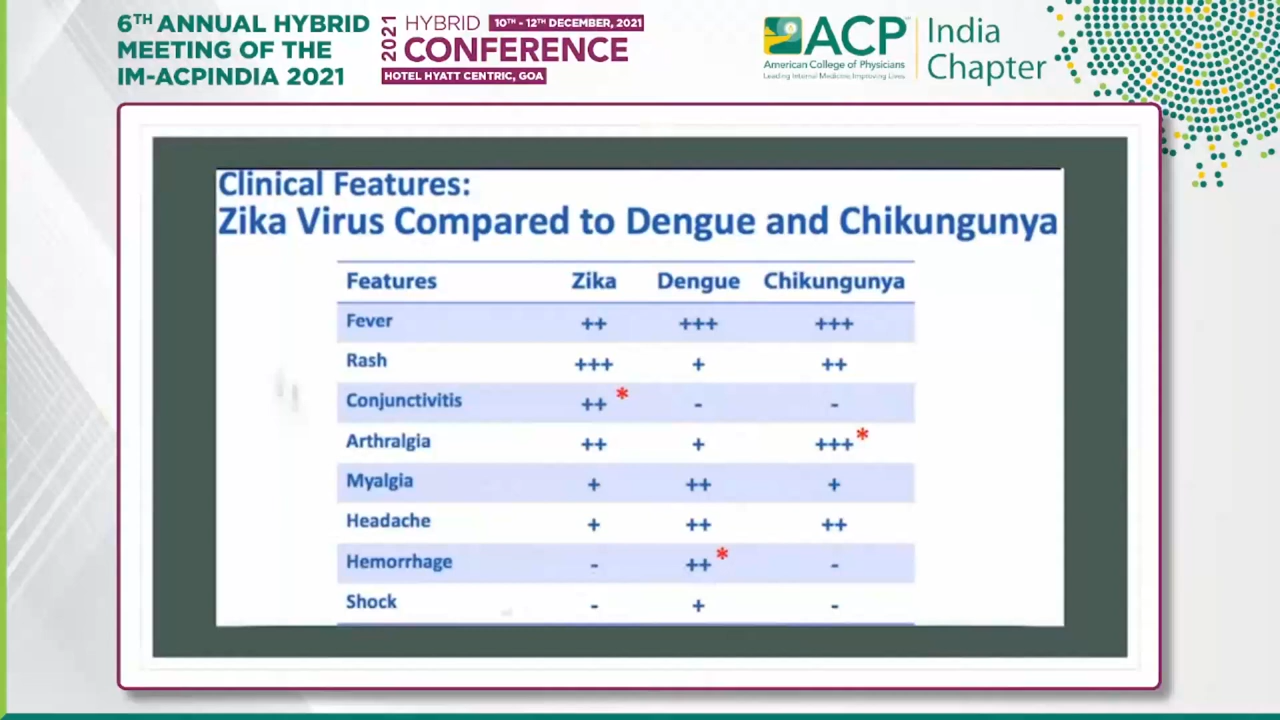 6TH ANNUAL HYBRID
MEETING OF THE
IM-ACPINDIA 2021
2021
HYBRID 10TH - 12TH DECEMBER, 2021
CONFERENCE
HOTEL HYATT CENTRIC, GOA
ACP
American College of Physicians
Leading Internal Medicine, Improving Lives
India
Chapter
Clinical Features:
Zika Virus Compared to Dengue and Chikungunya
Features Zika Dengue Chikungunya
Fever ++ +++ +++
Rash +++ + ++
Conjunctivitis ++ * - -
Arthralgia ++ + +++ *
Myalgia + ++ +
Headache + ++ ++
Hemorrhage - ++ * -
Shock - + -